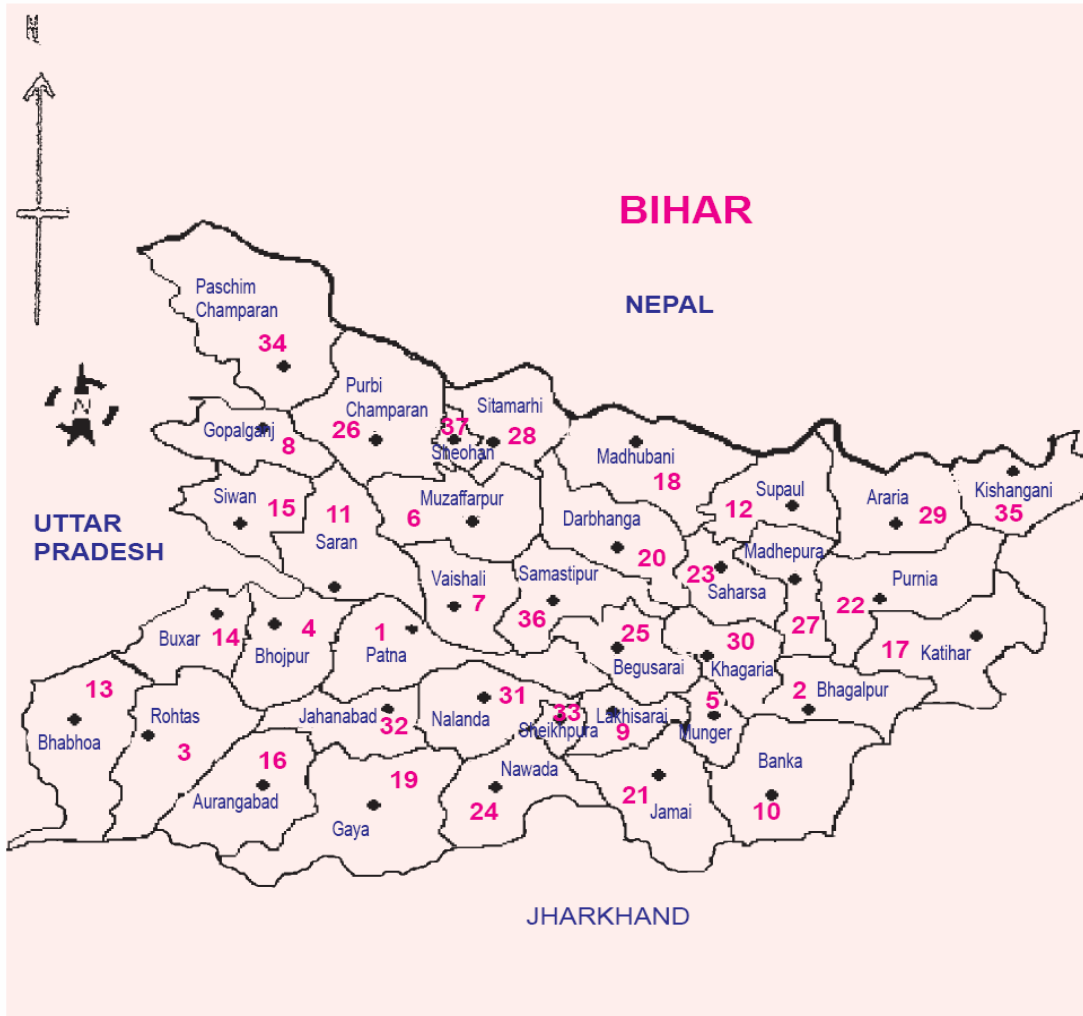 N
BIHAR
NEPAL
Paschim
Champaran
34
Purbi
Champaran
26
Sitamarhi
37
28
Sheohan
Gopalganj
8
Madhubani
18
Supaul
12
Araria
29
Kishangani
35
Siwan
15
11
Saran
Muzaffarpur
6
Darbhanga
20
UTTAR
PRADESH
Madhepura
23
Saharsa
27
Purnia
22
Vaishali
7
Samastipur
36
Buxar
14
4
Bhojpur
1
Patna
25
Begusarai
30
Khagaria
17
Katihar
13
Bhabhoa
Rohtas
3
Jahanabad
32
31
Nalanda
33
Sheikhpura
Lakhisarai
9
5
Munger
2
Bhagalpur
16
Aurangabad
19
Gaya
Nawada
24
21
Jamai
Banka
10
N
JHARKHAND